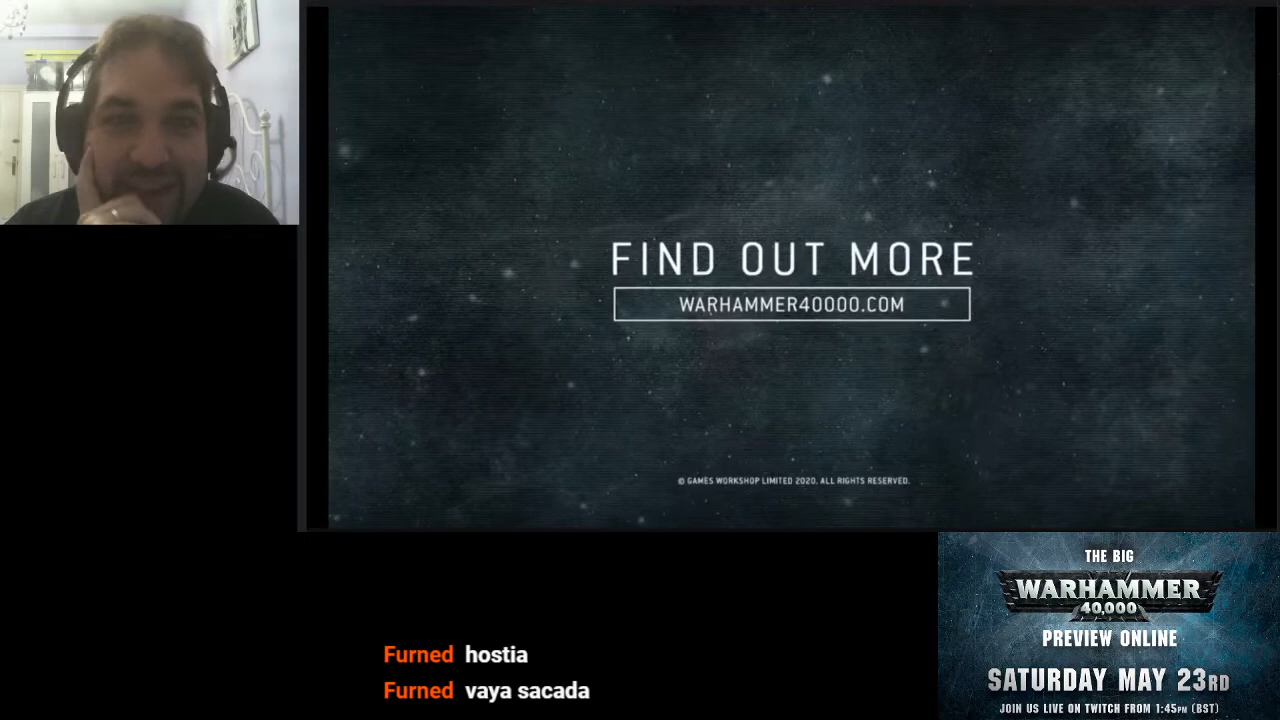 FIND OUT MORE
WARHAMMER40000.COM
© GAMES WORKSHOP LIMITED 2020. ALL RIGHTS RESERVED.
Furned hostia
Furned vaya sacada
THE BIG
WARHAMMER
40,000
PREVIEW ONLINE
SATURDAY MAY 23RD
JOIN US LIVE ON TWITCH FROM 1:45PM (BST)